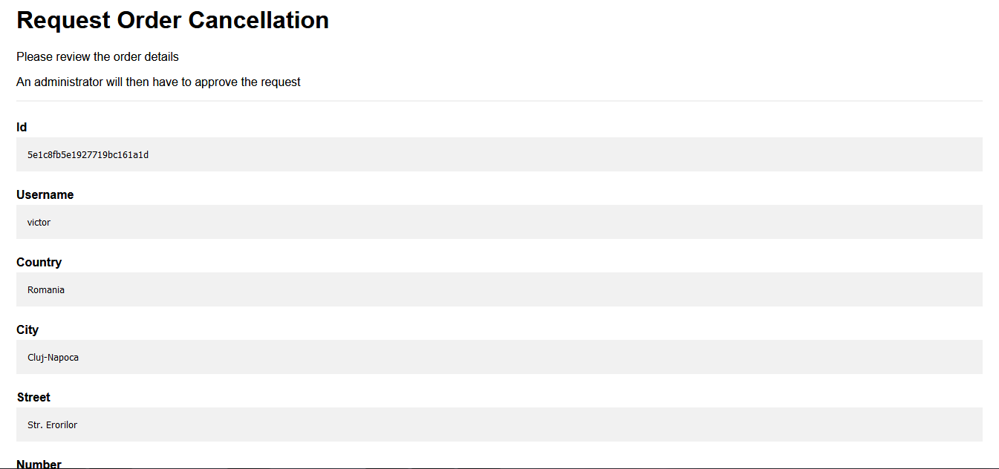 Request Order Cancellation
Please review the order details
An administrator will then have to approve the request
Id
5e1c8fb5e1927719bc161a1d
Username
victor
Country
Romania
City
Cluj-Napoca
Street
Str. Erorilor
Number